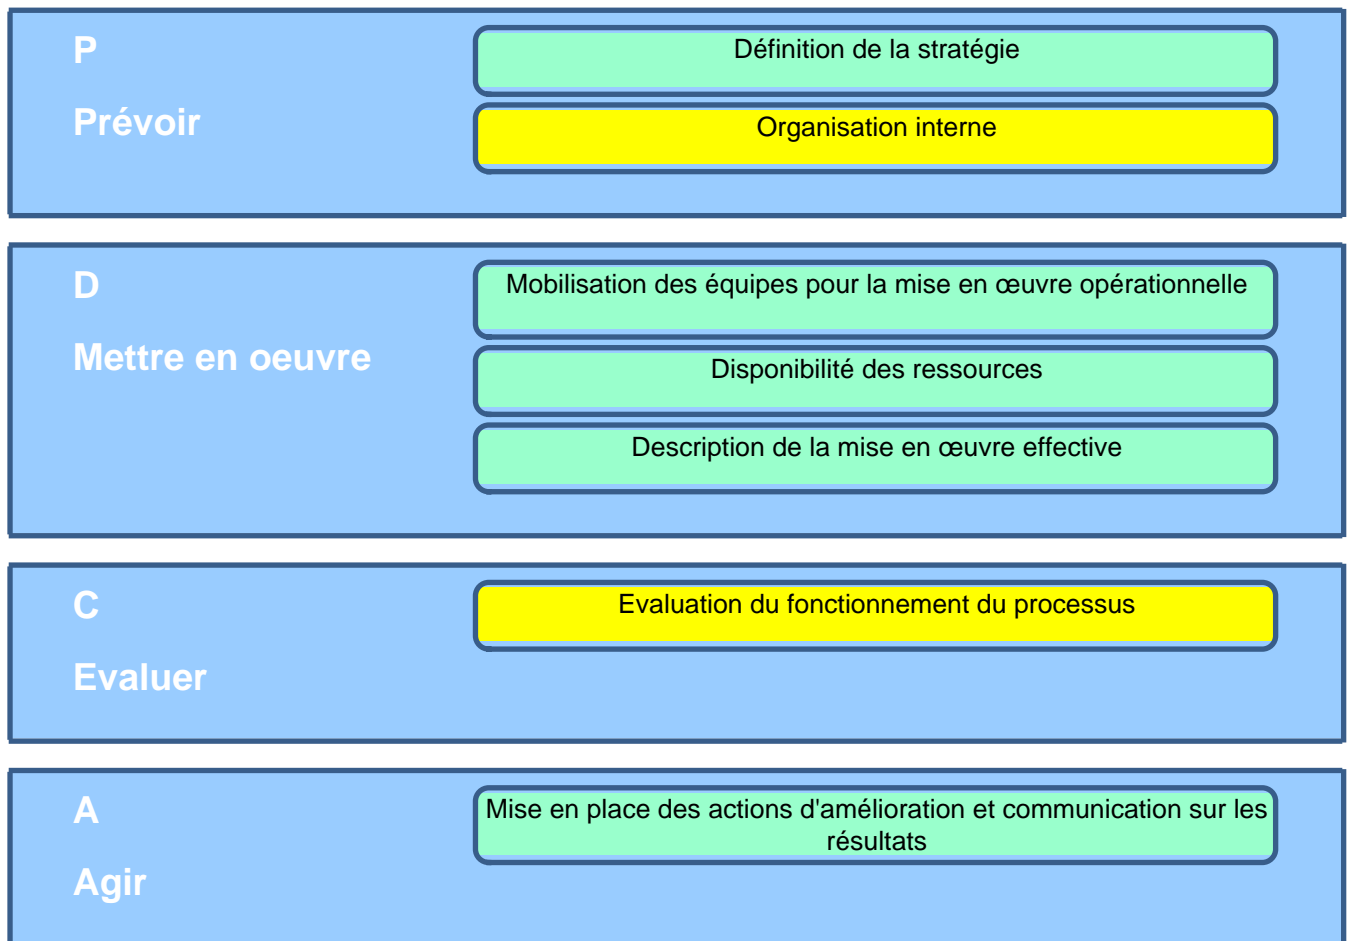 P
Définition de la stratégie
Prévoir
Organisation interne
D
Mobilisation des équipes pour la mise en œuvre opérationnelle
Mettre en oeuvre
Disponibilité des ressources
Description de la mise en œuvre effective
C
Evaluation du fonctionnement du processus
Evaluer
A
Mise en place des actions d'amélioration et communication sur les
résultats
Agir